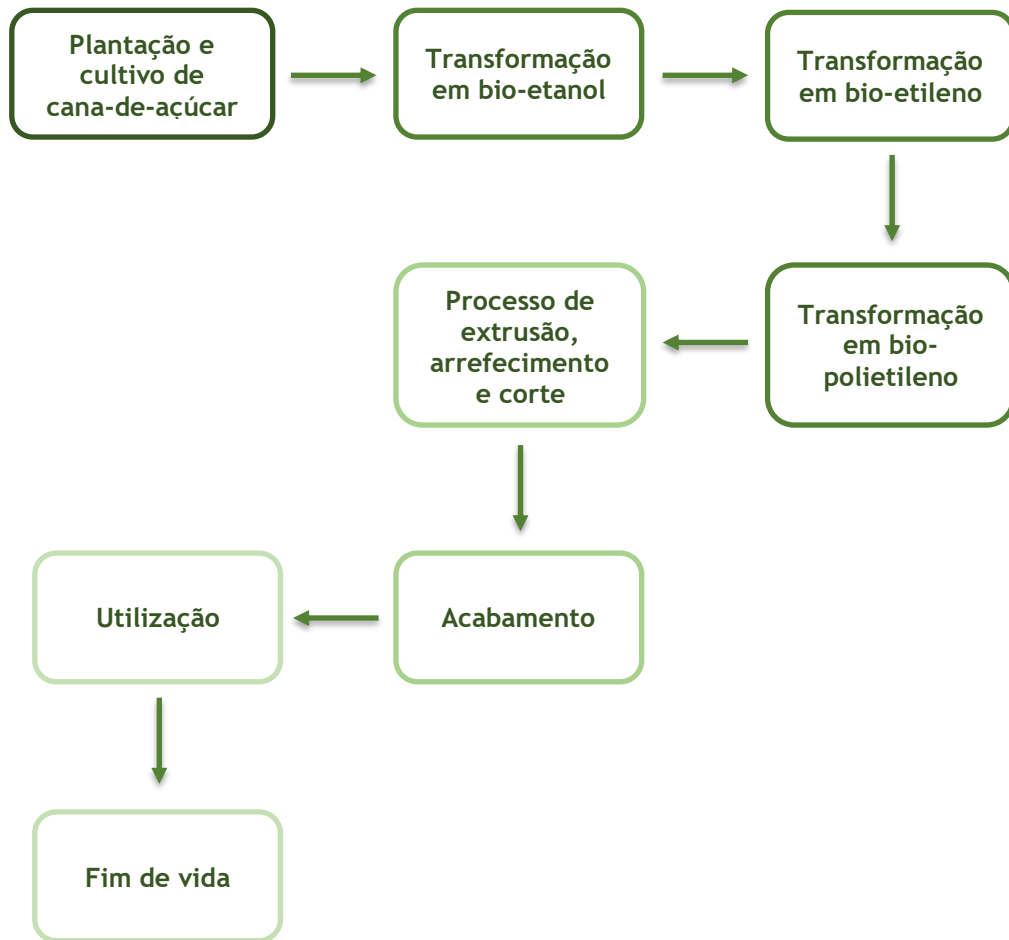 Plantação e
cultivo de
cana-de-açúcar
Transformação
em bio-etanol
Transformação
em bio-etileno
Transformação
em bio-
polietileno
Processo de
extrusão,
arrefecimento
e corte
Acabamento
Utilização
Fim de vida